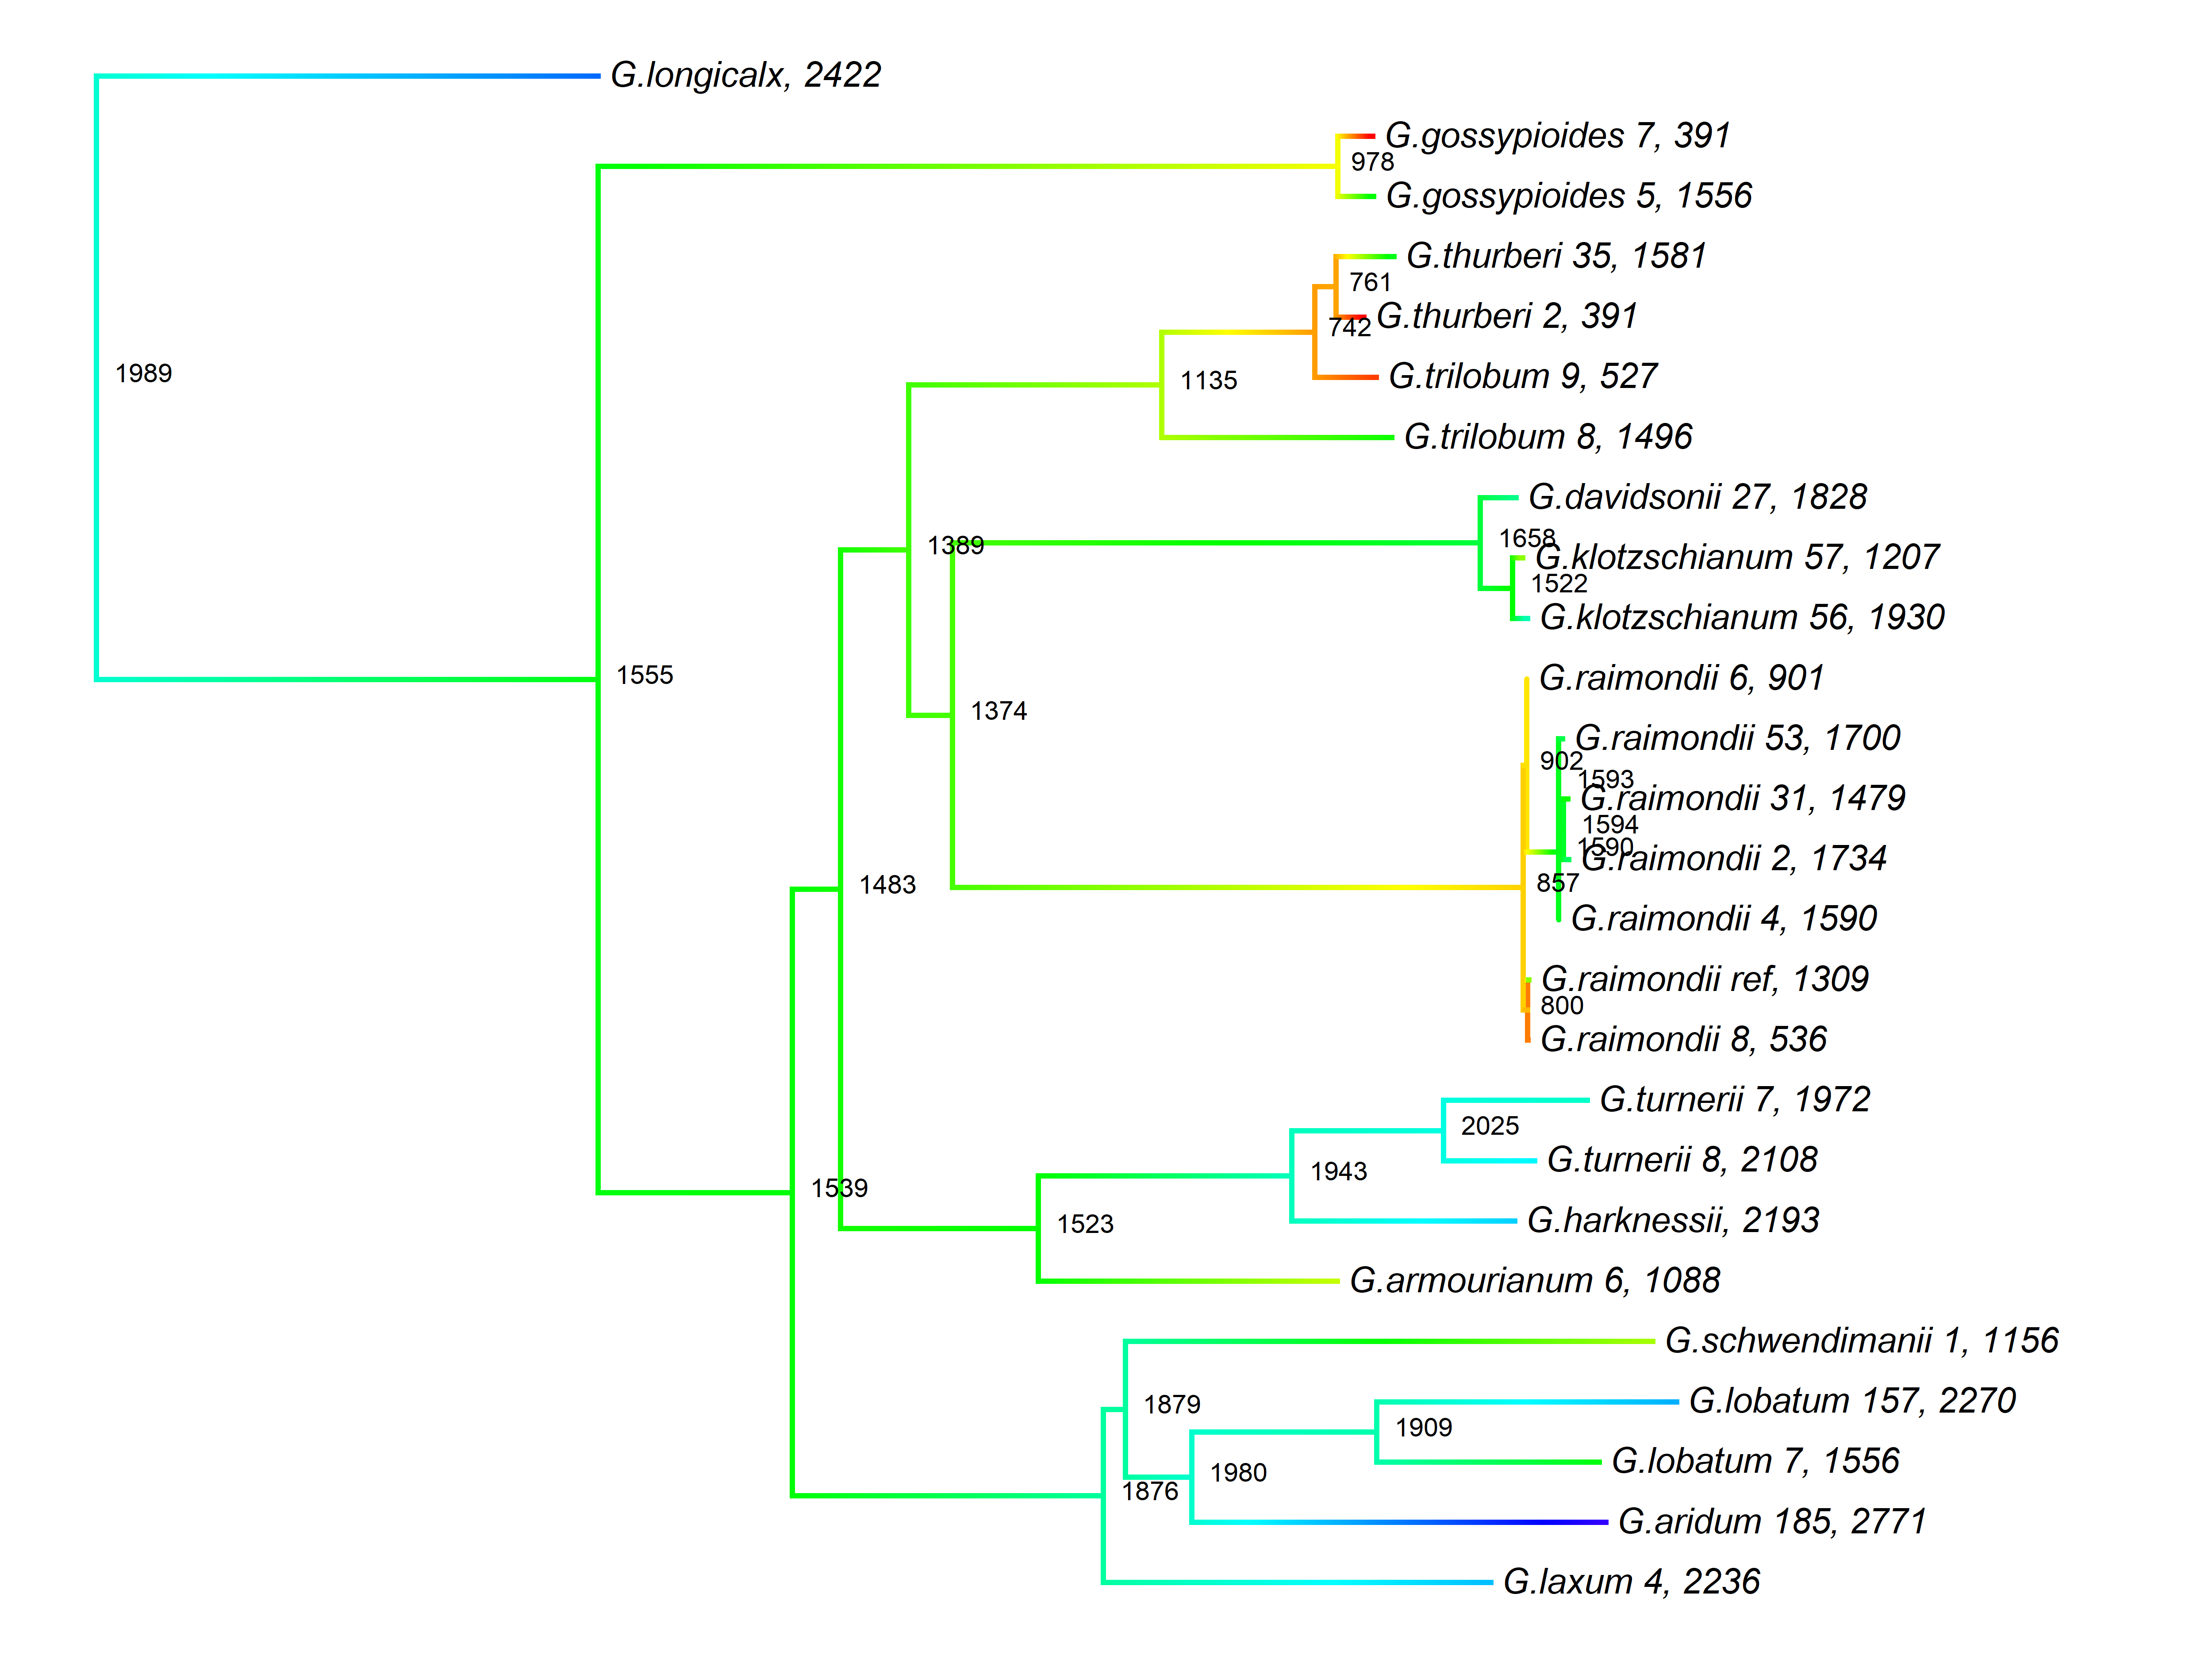 G.longicalx, 2422
G.gossypioides 7, 391
978
G.gossypioides 5, 1556
G.thurberi 35, 1581
761
G.thurberi 2, 391
742
1989
G.trilobum 9, 527
1135
G.trilobum 8, 1496
G.davidsonii 27, 1828
1658
1389
G.klotzschianum 57, 1207
1522
G.klotzschianum 56, 1930
1555
G.raimondii 6, 901
1374
G.raimondii 53, 1700
902
1593
G.raimondii 31, 1479
1594
1590
G.raimondii 2, 1734
1483
857
G.raimondii 4, 1590
G.raimondii ref, 1309
800
G.raimondii 8, 536
G.turnerii 7, 1972
2025
G.turnerii 8, 2108
1943
1539
G.harknessii, 2193
1523
G.armourianum 6, 1088
G.schwendimanii 1, 1156
1879
G.lobatum 157, 2270
1909
G.lobatum 7, 1556
1980
1876
G.aridum 185, 2771
G.laxum 4, 2236